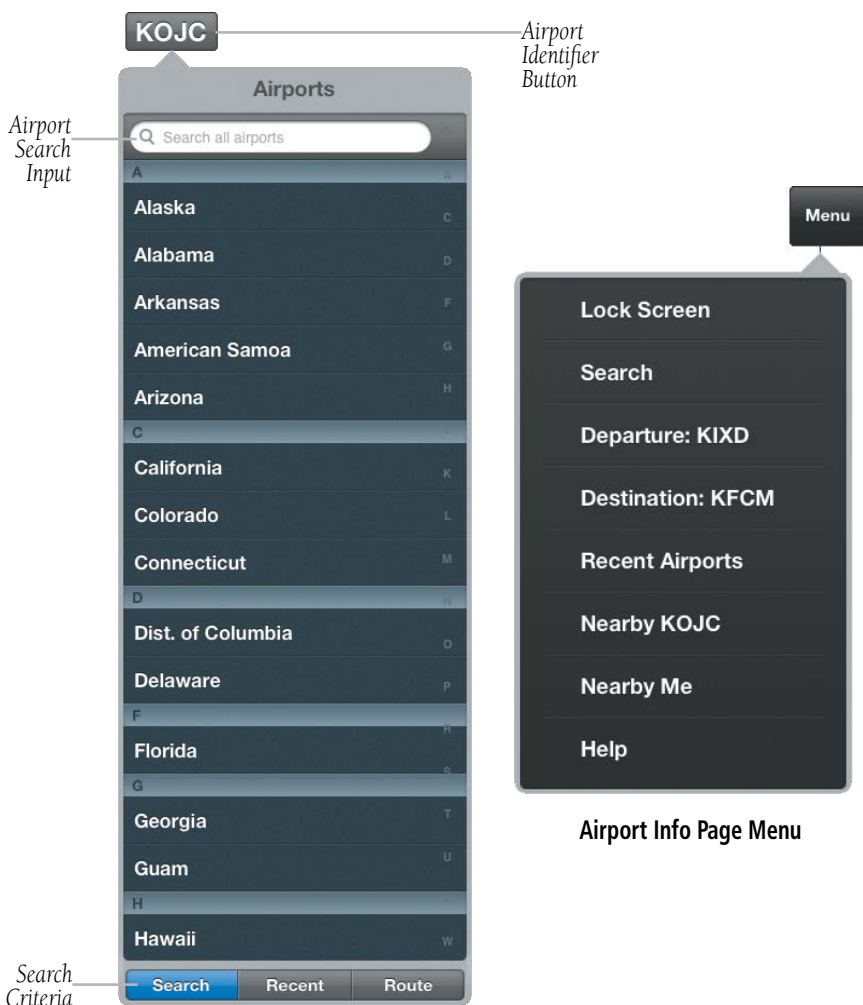 KOJC
Airport
Identifier
Button
Airports
Airport
Search
Input
Search all airports
A
Alaska
Alabama
Arkansas
American Samoa
Arizona
C
California
Colorado
Connecticut
D
Dist. of Columbia
Delaware
F
Florida
G
Georgia
Guam
H
Hawaii
A
C
D
F
G
H
K
L
M
N
O
P
R
S
T
U
W
Search
Criteria
Search
Recent
Route
Menu
Lock Screen
Search
Departure: KIXD
Destination: KFCM
Recent Airports
Nearby KOJC
Nearby Me
Help
Airport Info Page Menu